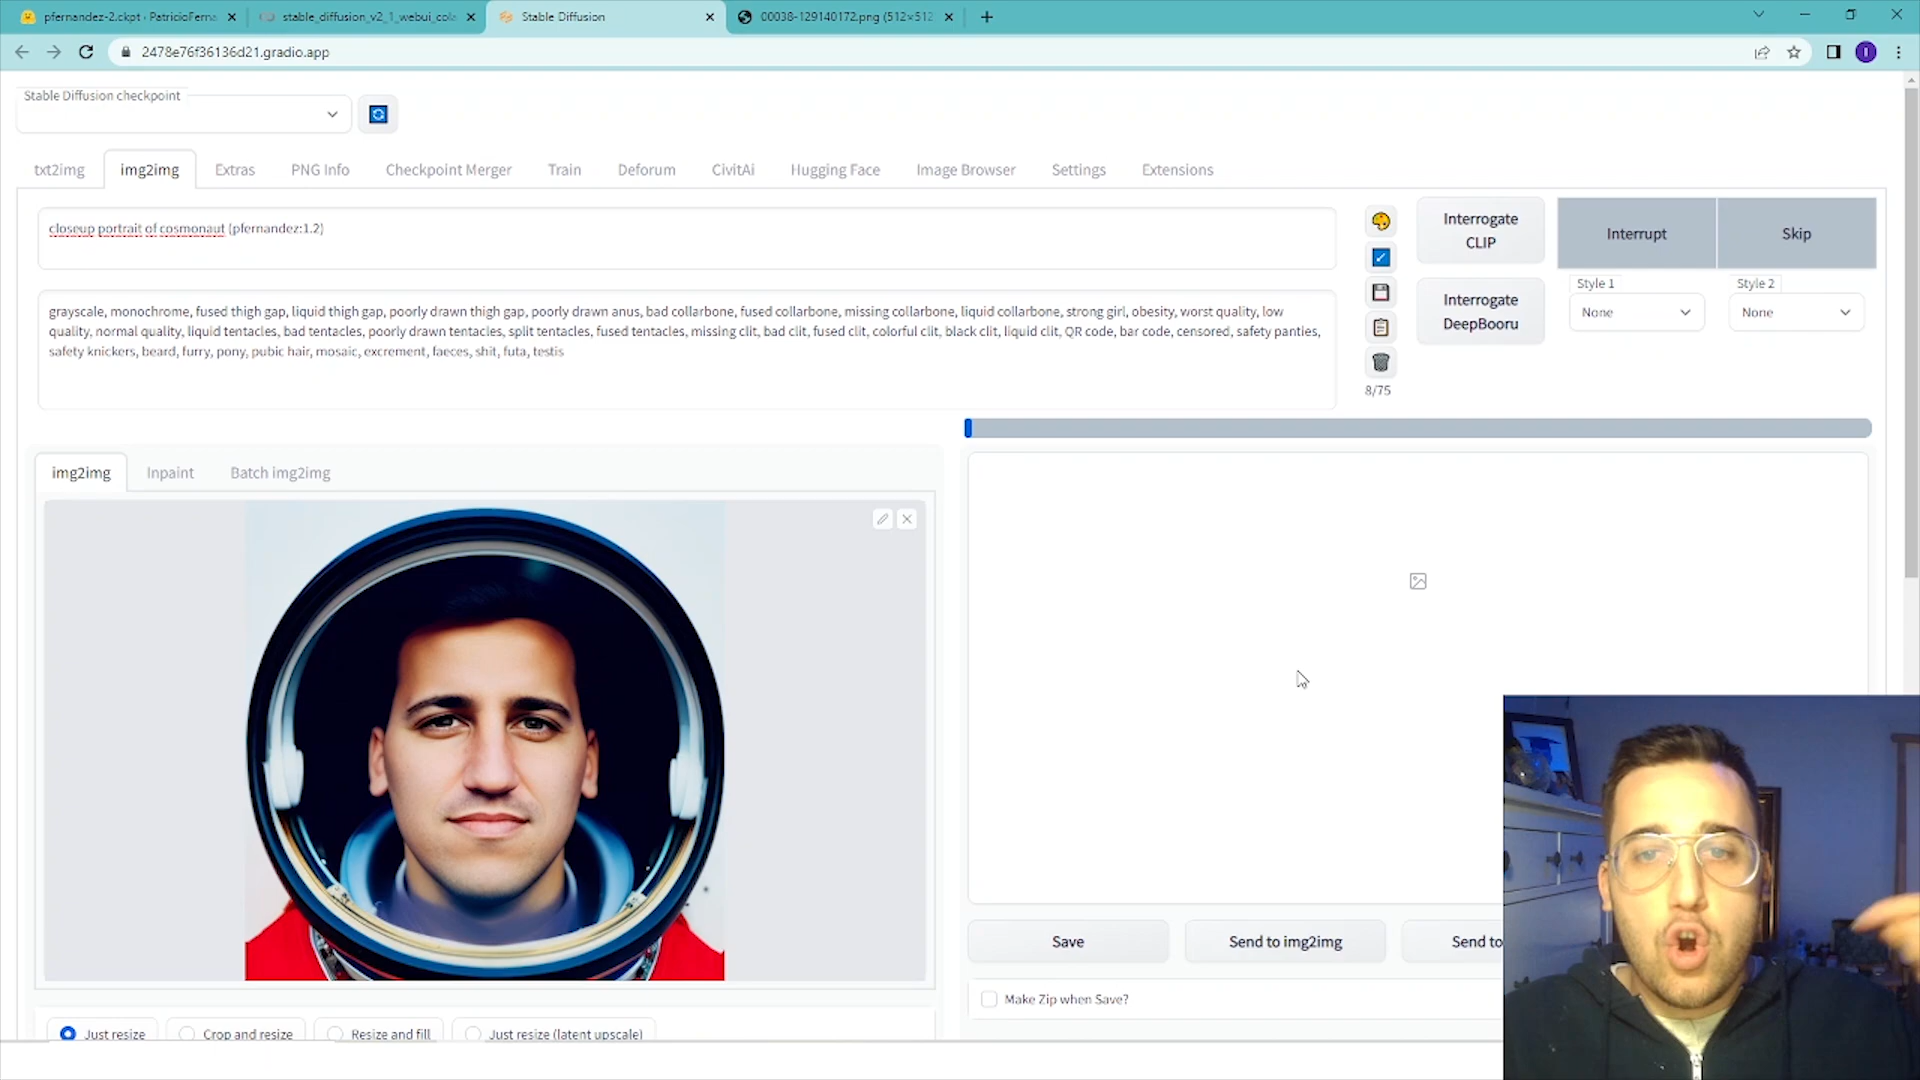 pfernandez-2.ckpt · PatricioFerna
stable_diffusion_v2_1_webui_cola
Stable Diffusion
00038-129140172.png (512×512
2478e76f36136d21.gradio.app
I
Stable Diffusion checkpoint
txt2img
img2img
Extras
PNG Info
Checkpoint Merger
Train
Deforum
CivitAi
Hugging Face
Image Browser
Settings
Extensions
closeup portrait of cosmonaut (pfernandez:1.2)
grayscale, monochrome, fused thigh gap, liquid thigh gap, poorly drawn thigh gap, poorly drawn anus, bad collarbone, fused collarbone, missing collarbone, liquid collarbone, strong girl, obesity, worst quality, low
quality, normal quality, liquid tentacles, bad tentacles, poorly drawn tentacles, split tentacles, fused tentacles, missing clit, bad clit, fused clit, colorful clit, black clit, liquid clit, QR code, bar code, censored, safety panties,
safety knickers, beard, furry, pony, pubic hair, mosaic, excrement, faeces, shit, futa, testis
8/75
Interrogate
CLIP
Interrogate
DeepBooru
Interrupt
Skip
Style 1
None
Style 2
None
img2img
Inpaint
Batch img2img
Save
Send to img2img
Send to
Make Zip when Save?
Just resize
Crop and resize
Resize and fill
Just resize (latent upscale)